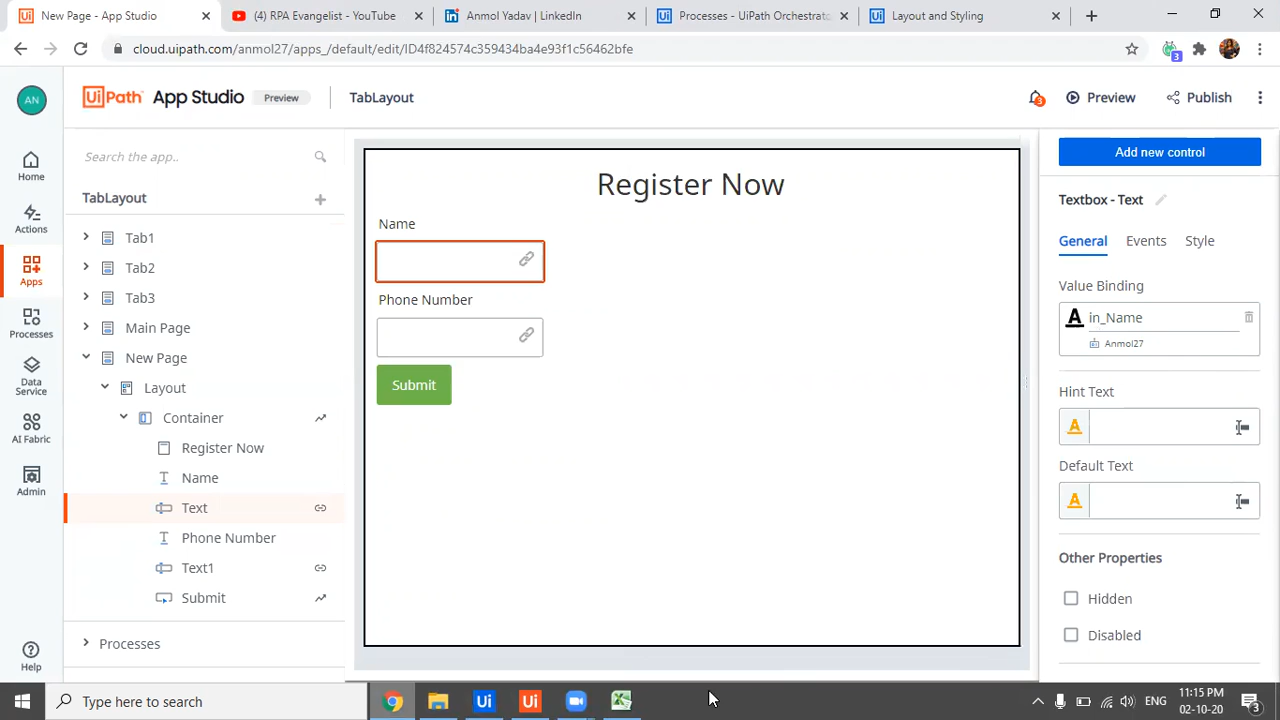 New Page - App Studio
(4) RPA Evangelist - YouTube
Anmol Yadav | LinkedIn
Processes - UiPath Orchestrato
Layout and Styling
cloud.uipath.com/anmol27/apps_/default/edit/ID4f824574c359434ba4e93f1c56462bfe
3
AN
UiPath App Studio
Preview
TabLayout
3
Preview
Publish
Home
Actions
Apps
Processes
Data
Service
AI Fabric
Admin
Help
Search the app..
TabLayout
Tab1
Tab2
Tab3
Main Page
New Page
Layout
Container
Register Now
Name
Text
Phone Number
Text1
Submit
Processes
Register Now
Name
Phone Number
Submit
Add new control
Textbox - Text
General
Events
Style
Value Binding
A in_Name
Anmol27
Hint Text
A
Default Text
A
Other Properties
Hidden
Disabled
Type here to search
Ui
Ui
ENG
11:15 PM
02-10-20
3